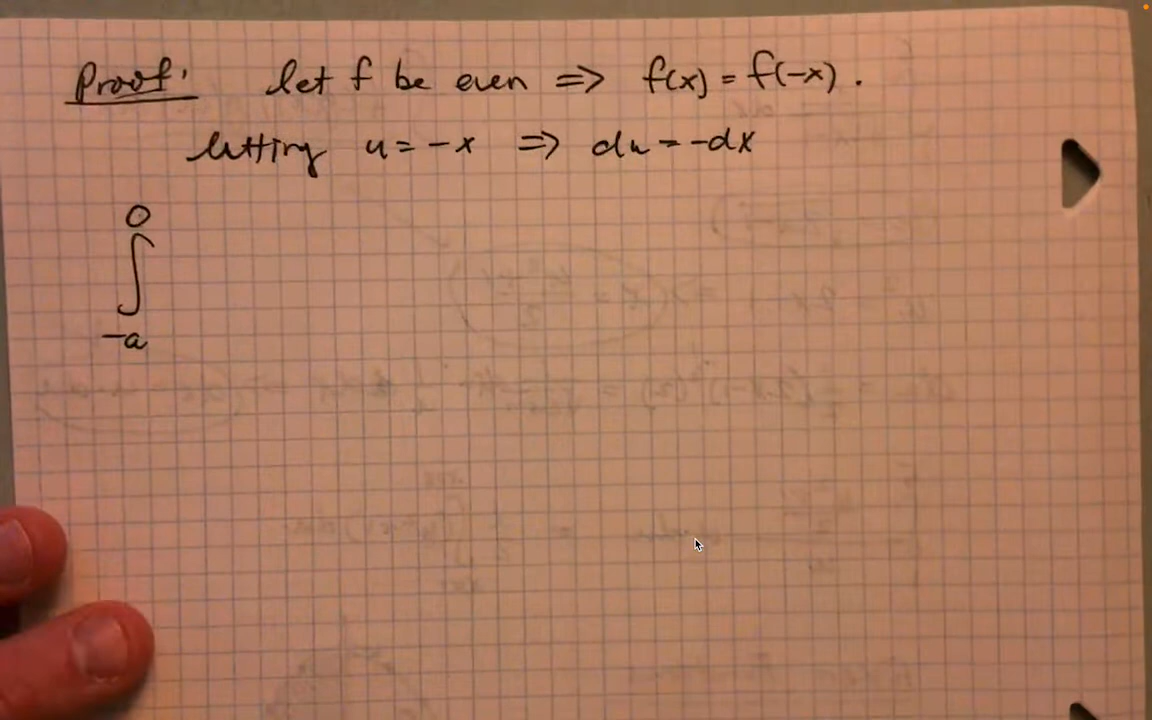 Proof: let f be even => f(x) = f(-x).
letting u = -x => du = -dx
0
∫
-a